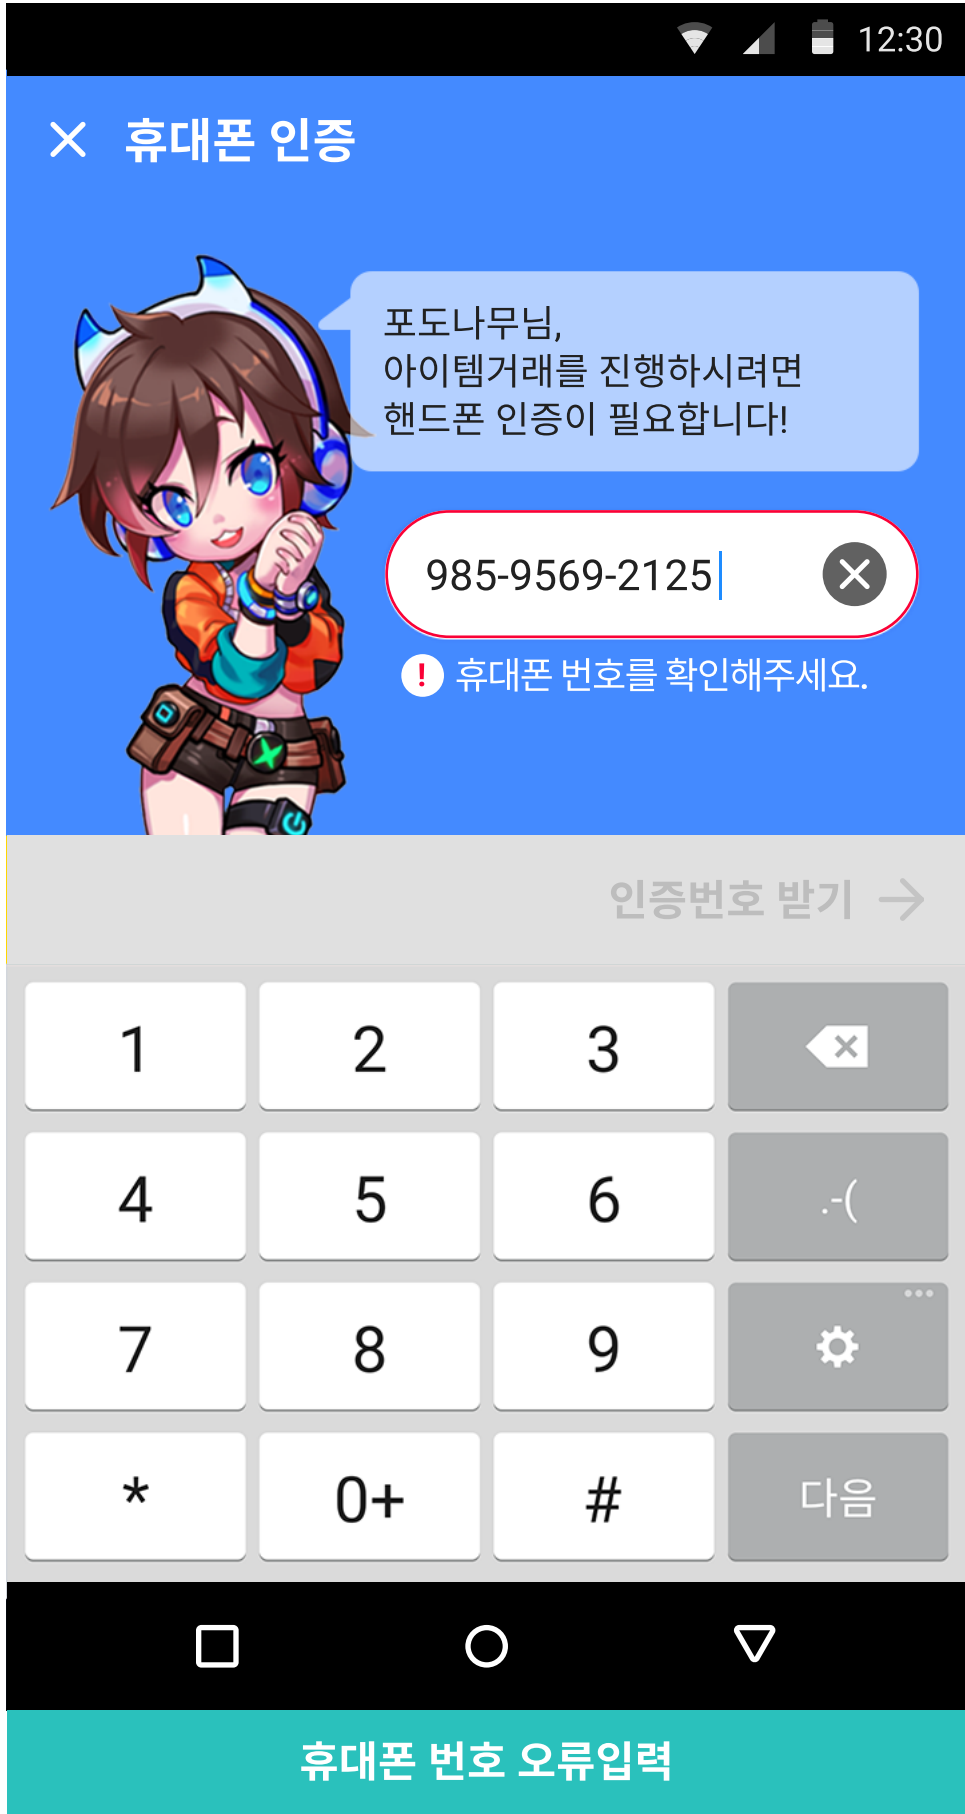 12:30
휴대폰 인증
포도나무님,
아이템거래를 진행하시려면
핸드폰 인증이 필요합니다!
985-9569-2125
! 휴대폰 번호를 확인해주세요.
인증번호 받기
1 2 3
4 5 6 .-(
7 8 9
* 0+ # 다음
휴대폰 번호 오류입력